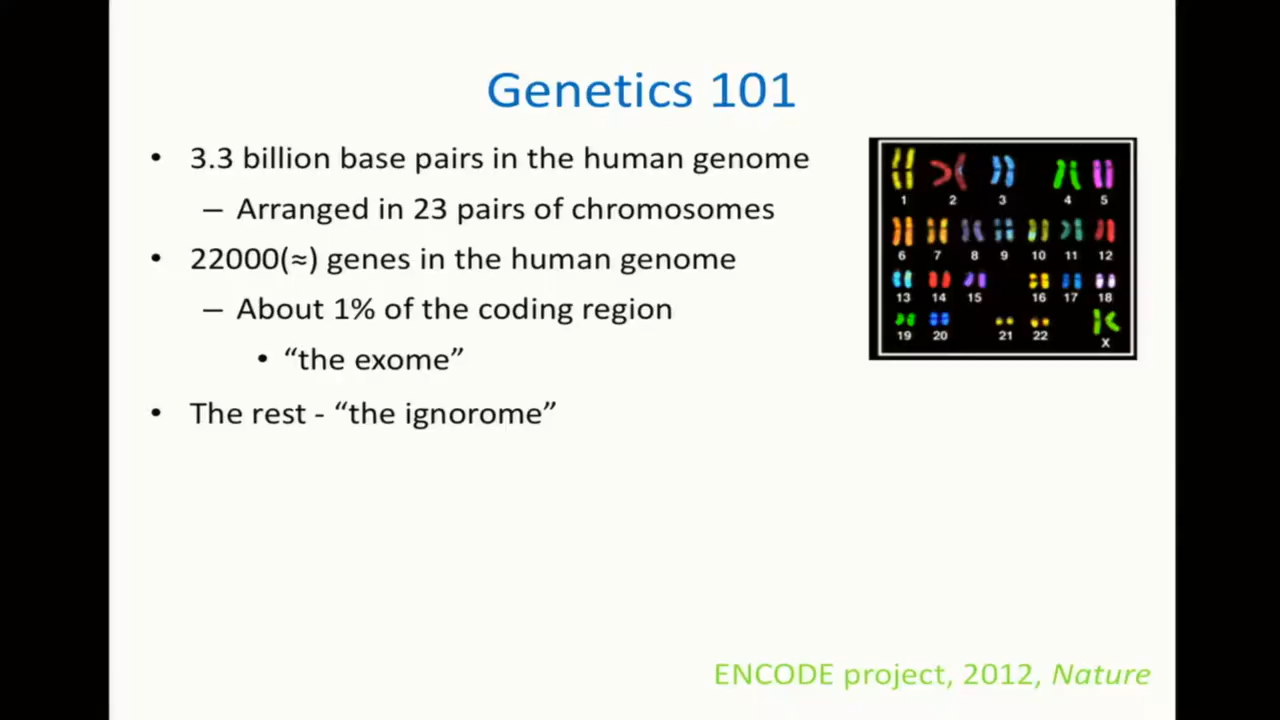 Genetics 101
• 3.3 billion base pairs in the human genome
– Arranged in 23 pairs of chromosomes
• 22000(≈) genes in the human genome
– About 1% of the coding region
• “the exome”
• The rest - “the ignorome”
1 2 3 4 5
6 7 8 9 10 11 12
13 14 15 16 17 18
19 20 21 22 X
ENCODE project, 2012, Nature